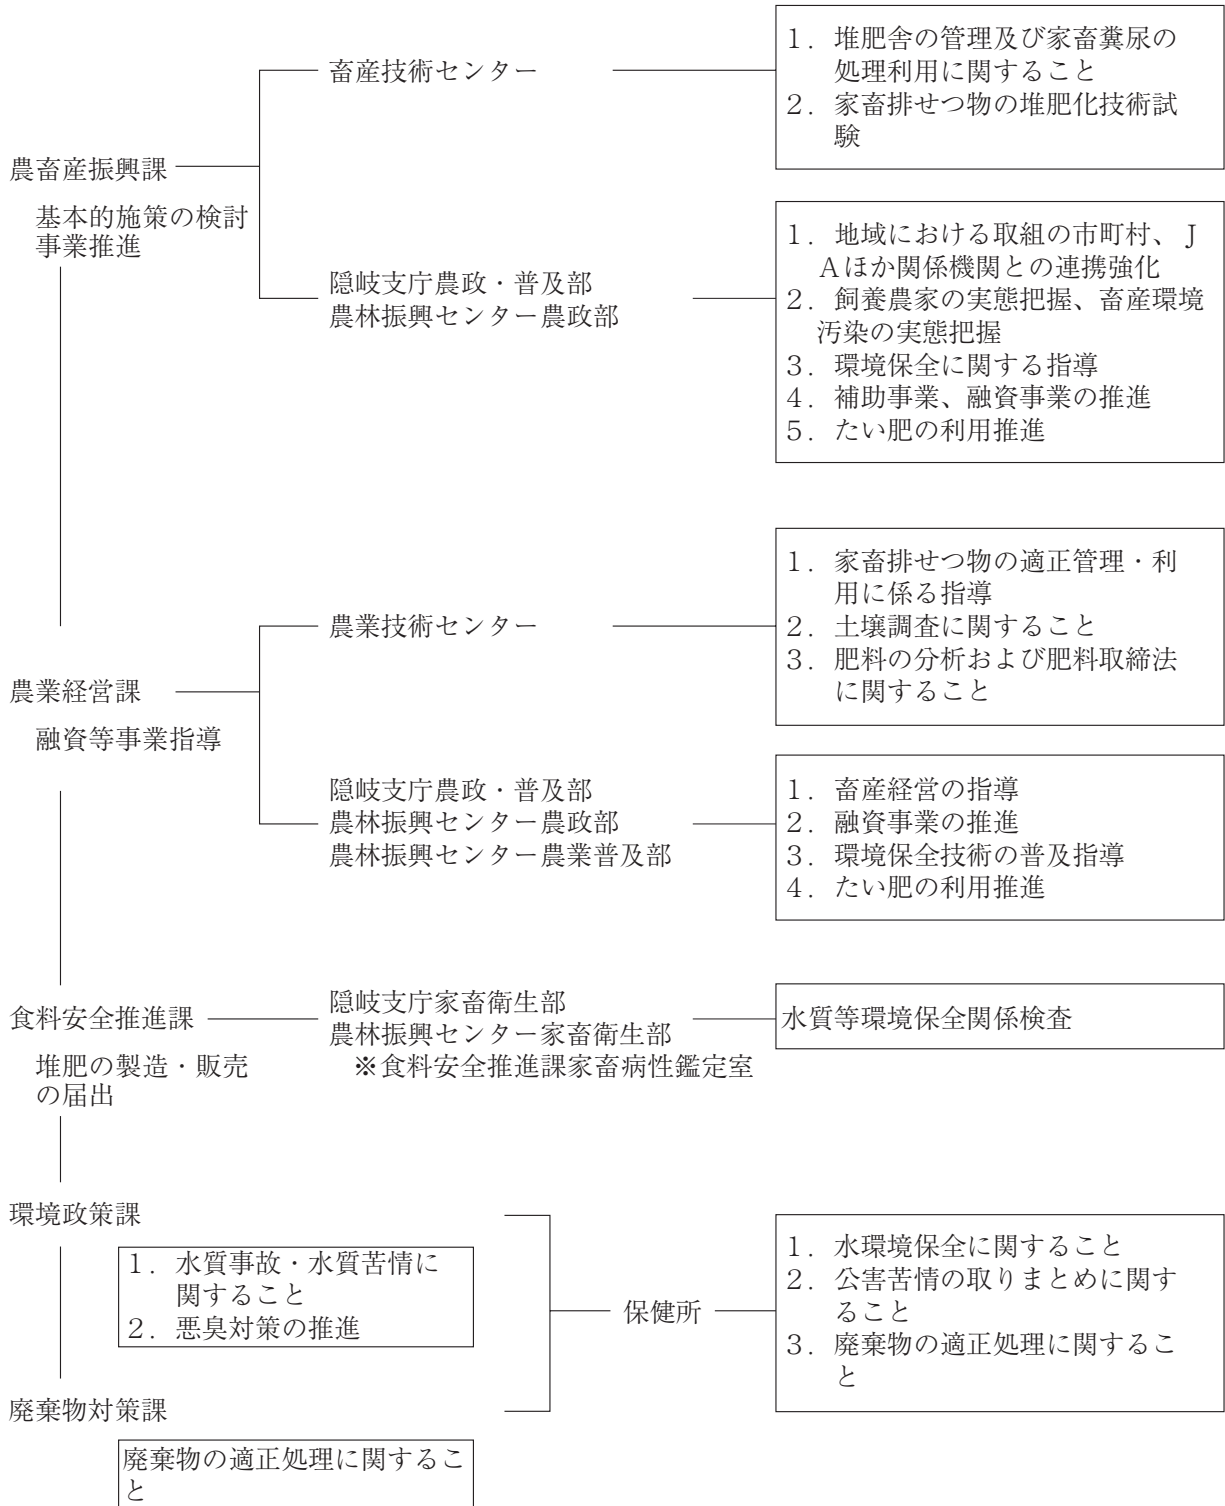 農畜産振興課
基本的施策の検討
事業推進
畜産技術センター
１．堆肥舎の管理及び家畜糞尿の
処理利用に関すること
２．家畜排せつ物の堆肥化技術試
験
隠岐支庁農政・普及部
農林振興センター農政部
１．地域における取組の市町村、Ｊ
Ａほか関係機関との連携強化
２．飼養農家の実態把握、畜産環境
汚染の実態把握
３．環境保全に関する指導
４．補助事業、融資事業の推進
５．たい肥の利用推進
農業経営課
融資等事業指導
農業技術センター
１．家畜排せつ物の適正管理・利
用に係る指導
２．土壌調査に関すること
３．肥料の分析および肥料取締法
に関すること
隠岐支庁農政・普及部
農林振興センター農政部
農林振興センター農業普及部
１．畜産経営の指導
２．融資事業の推進
３．環境保全技術の普及指導
４．たい肥の利用推進
食料安全推進課
堆肥の製造・販売
の届出
隠岐支庁家畜衛生部
農林振興センター家畜衛生部
※食料安全推進課家畜病性鑑定室
水質等環境保全関係検査
環境政策課
１．水質事故・水質苦情に
関すること
２．悪臭対策の推進
廃棄物対策課
廃棄物の適正処理に関するこ
と
保健所
１．水環境保全に関すること
２．公害苦情の取りまとめに関す
ること
３．廃棄物の適正処理に関するこ
と